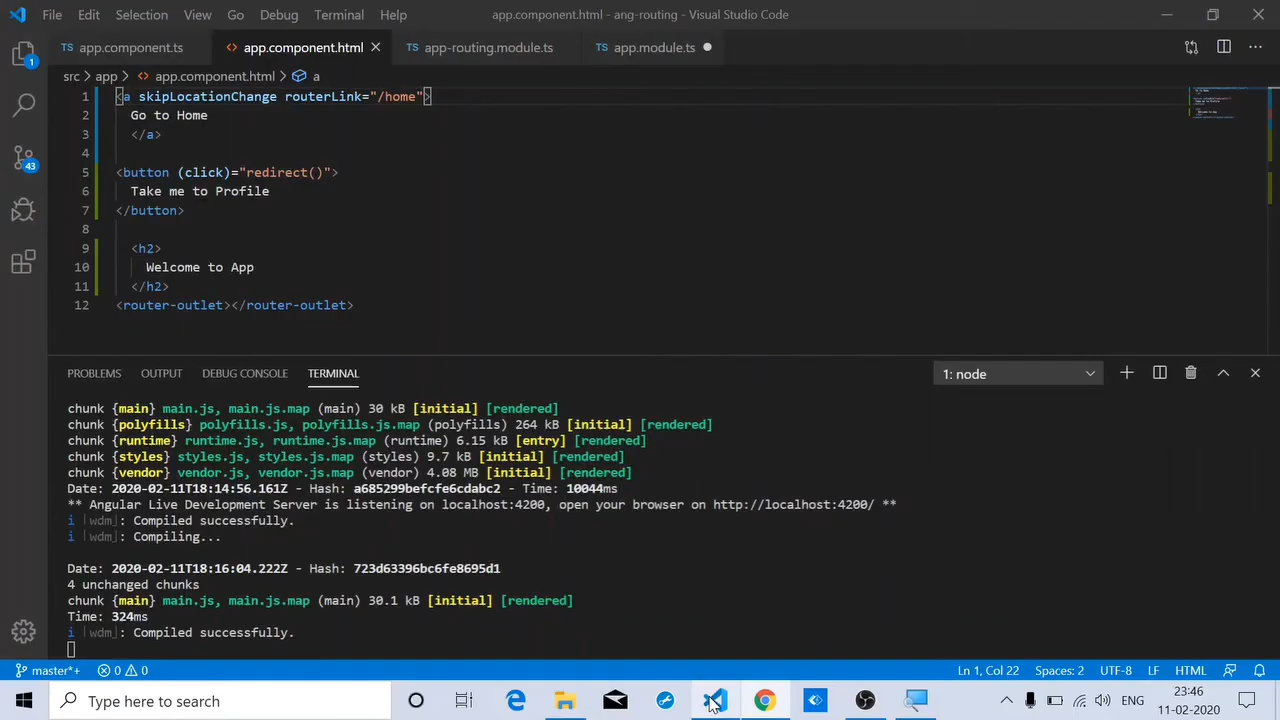 File Edit Selection View Go Debug Terminal Help app.component.html - ang-routing - Visual Studio Code
TS app.component.ts <> app.component.html TS app-routing.module.ts TS app.module.ts
src > app > <> app.component.html > a
1 <a skipLocationChange routerLink="/home">
2 Go to Home
3 </a>
4
5 <button (click)="redirect()">
6 Take me to Profile
7 </button>
8
9 <h2>
10 Welcome to App
11 </h2>
12 <router-outlet></router-outlet>
1
43
PROBLEMS OUTPUT DEBUG CONSOLE TERMINAL 1: node
chunk {main} main.js, main.js.map (main) 30 kB [initial] [rendered]
chunk {polyfills} polyfills.js, polyfills.js.map (polyfills) 264 kB [initial] [rendered]
chunk {runtime} runtime.js, runtime.js.map (runtime) 6.15 kB [entry] [rendered]
chunk {styles} styles.js, styles.js.map (styles) 9.7 kB [initial] [rendered]
chunk {vendor} vendor.js, vendor.js.map (vendor) 4.08 MB [initial] [rendered]
Date: 2020-02-11T18:14:56.161Z - Hash: a685299befcfe6cdabc2 - Time: 10044ms
** Angular Live Development Server is listening on localhost:4200, open your browser on http://localhost:4200/ **
i ｢wdm｣: Compiled successfully.
i ｢wdm｣: Compiling...
Date: 2020-02-11T18:16:04.222Z - Hash: 723d63396bc6fe8695d1
4 unchanged chunks
chunk {main} main.js, main.js.map (main) 30.1 kB [initial] [rendered]
Time: 324ms
i ｢wdm｣: Compiled successfully.
master*+ 0 0 Ln 1, Col 22 Spaces: 2 UTF-8 LF HTML
Type here to search ENG 23:46
11-02-2020